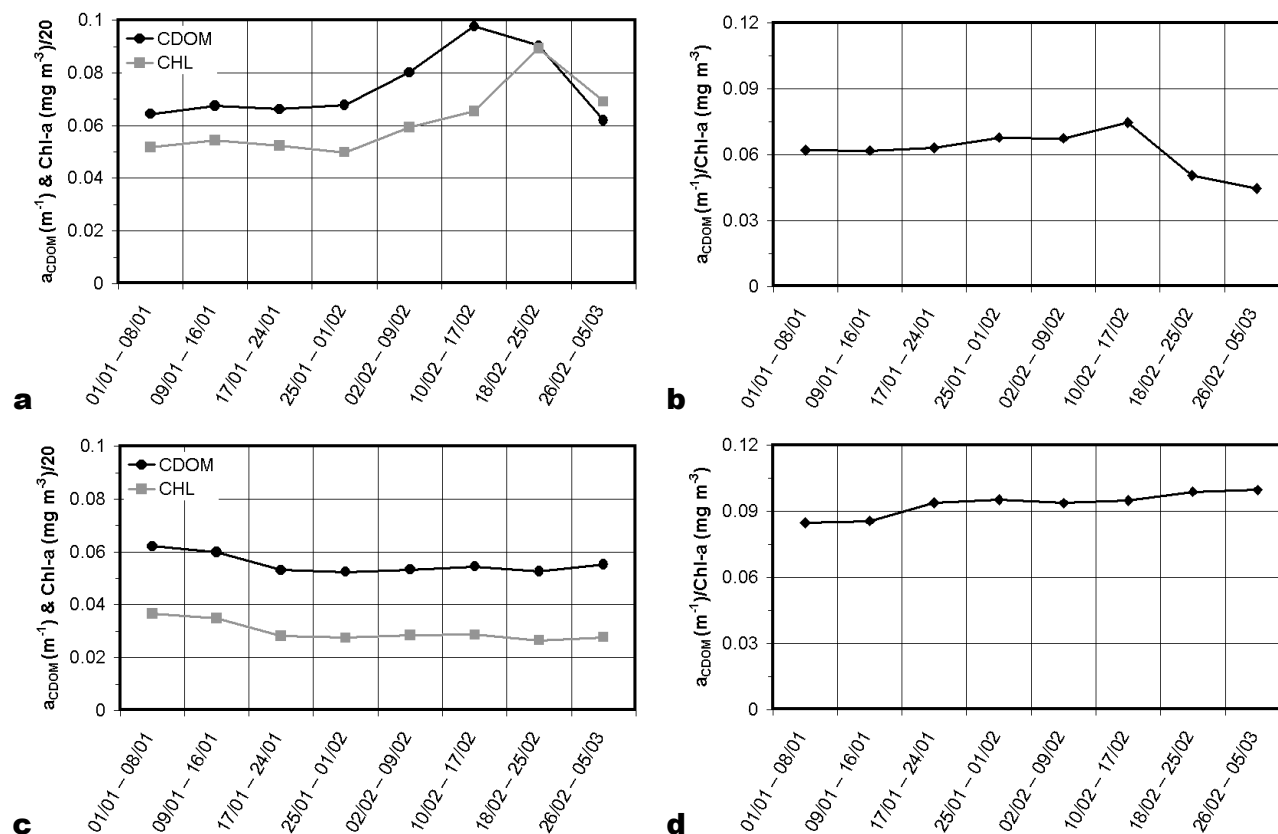 a_CDOM (m^-1) & Chl-a (mg m^-3)/20
0.1
0.08
0.06
0.04
0.02
0
CDOM
CHL
01/01 – 08/01
09/01 – 16/01
17/01 – 24/01
25/01 – 01/02
02/02 – 09/02
10/02 – 17/02
18/02 – 25/02
26/02 – 05/03
a
a_CDOM (m^-1)/Chl-a (mg m^-3)
0.12
0.09
0.06
0.03
0
01/01 – 08/01
09/01 – 16/01
17/01 – 24/01
25/01 – 01/02
02/02 – 09/02
10/02 – 17/02
18/02 – 25/02
26/02 – 05/03
b
a_CDOM (m^-1) & Chl-a (mg m^-3)/20
0.1
0.08
0.06
0.04
0.02
0
CDOM
CHL
01/01 – 08/01
09/01 – 16/01
17/01 – 24/01
25/01 – 01/02
02/02 – 09/02
10/02 – 17/02
18/02 – 25/02
26/02 – 05/03
c
a_CDOM (m^-1)/Chl-a (mg m^-3)
0.12
0.09
0.06
0.03
0
01/01 – 08/01
09/01 – 16/01
17/01 – 24/01
25/01 – 01/02
02/02 – 09/02
10/02 – 17/02
18/02 – 25/02
26/02 – 05/03
d